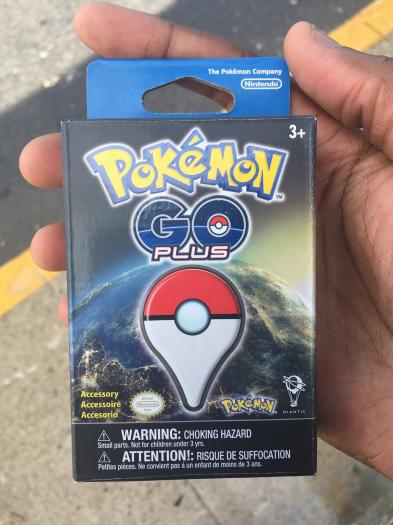 The Pokémon Company
Nintendo
3+
POKéMON
TM
GO
PLUS
Accessory
Accessoire
Accesorio
Official
Nintendo
Seal
POKéMON
NIANTIC
WARNING: CHOKING HAZARD
Small parts. Not for children under 3 yrs.
ATTENTION!: RISQUE DE SUFFOCATION
Petites pièces. Ne convient pas à un enfant de moins de 3 ans.